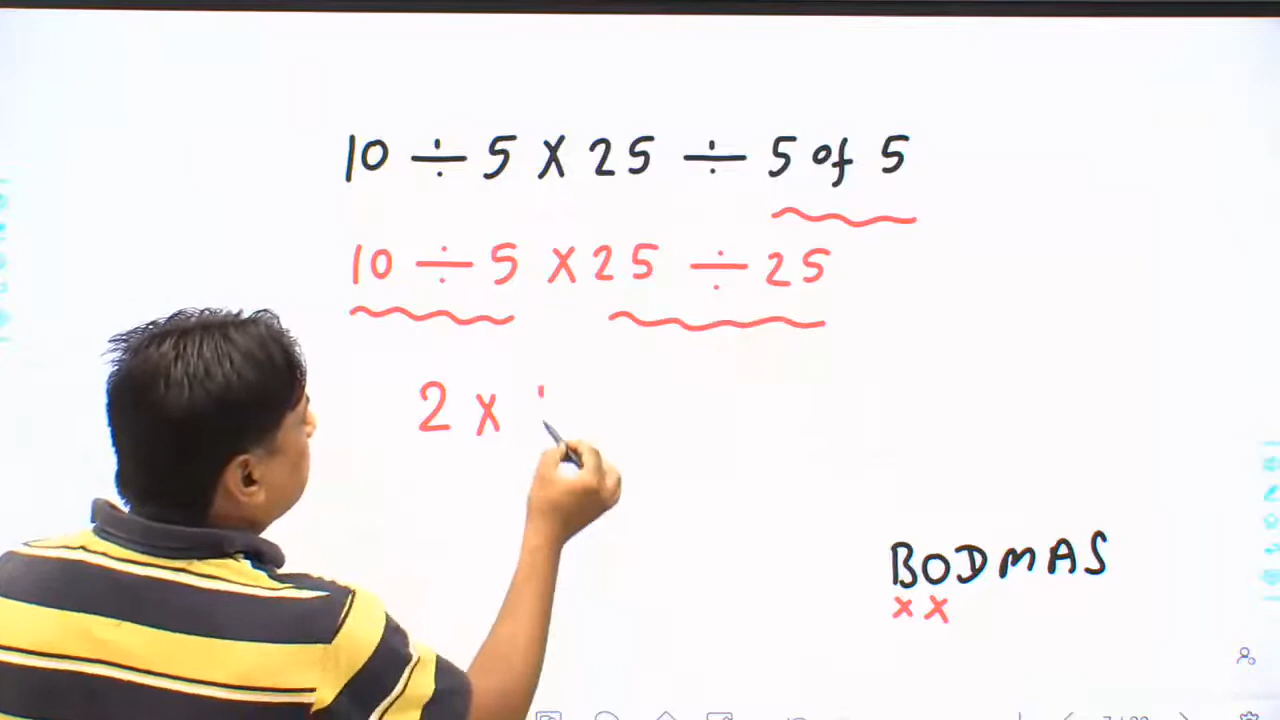 10 ÷ 5 X 25 ÷ 5 of 5
10 ÷ 5 X 25 ÷ 25
2 X
BODMAS
x x